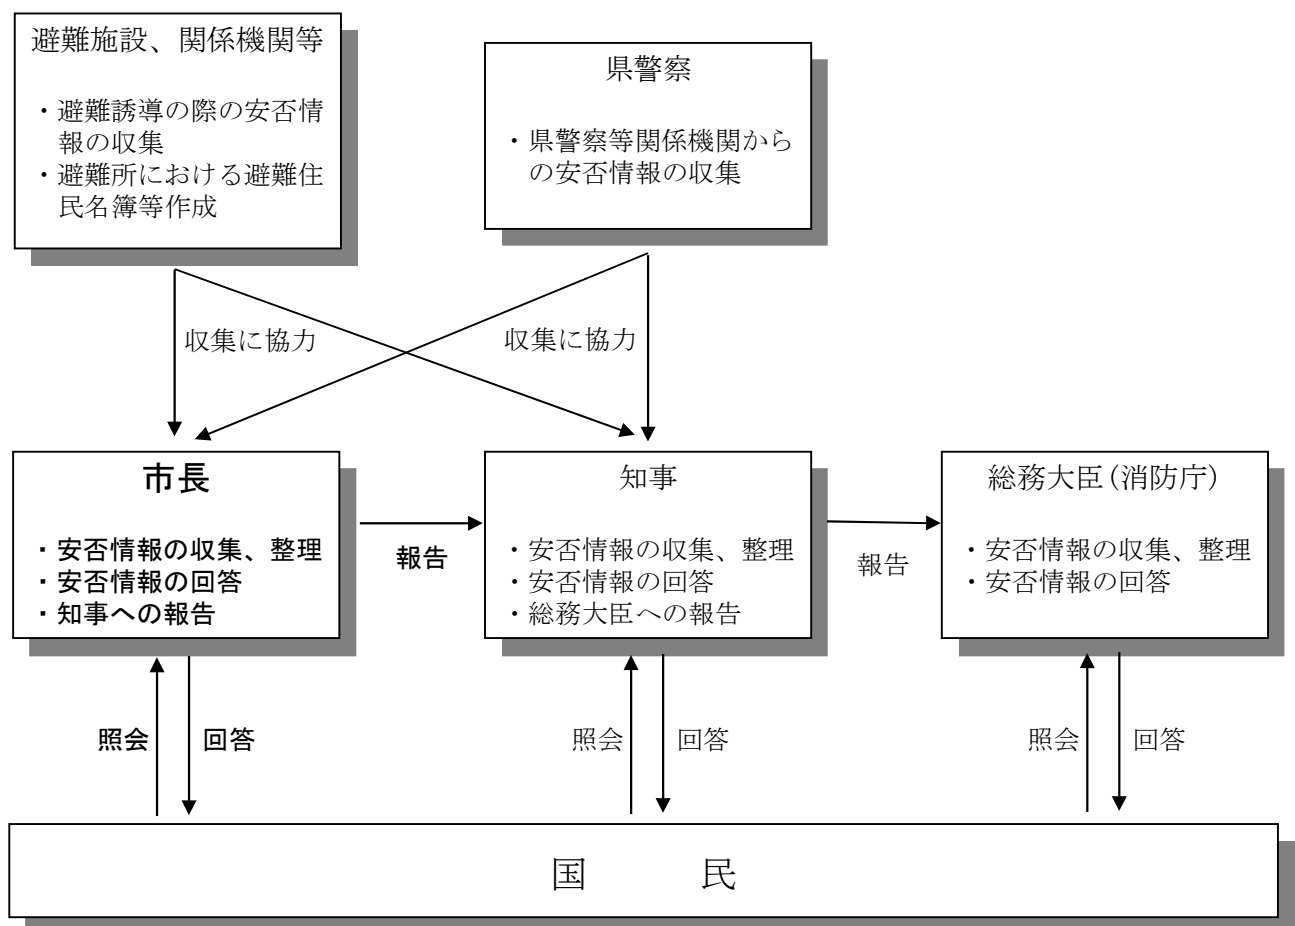 避難施設、関係機関等
・避難誘導の際の安否情
報の収集
・避難所における避難住
民名簿等作成
県警察
・県警察等関係機関から
の安否情報の収集
収集に協力
収集に協力
市長
・安否情報の収集、整理
・安否情報の回答
・知事への報告
報告
知事
・安否情報の収集、整理
・安否情報の回答
・総務大臣への報告
報告
総務大臣(消防庁)
・安否情報の収集、整理
・安否情報の回答
照会
回答
照会
回答
照会
回答
国 民